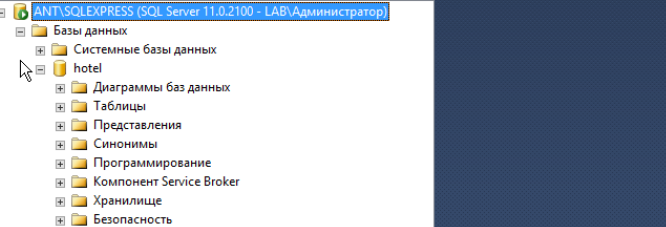 ANT\SQLEXPRESS (SQL Server 11.0.2100 - LAB\Администратор)
Базы данных
Системные базы данных
hotel
Диаграммы баз данных
Таблицы
Представления
Синонимы
Программирование
Компонент Service Broker
Хранилище
Безопасность